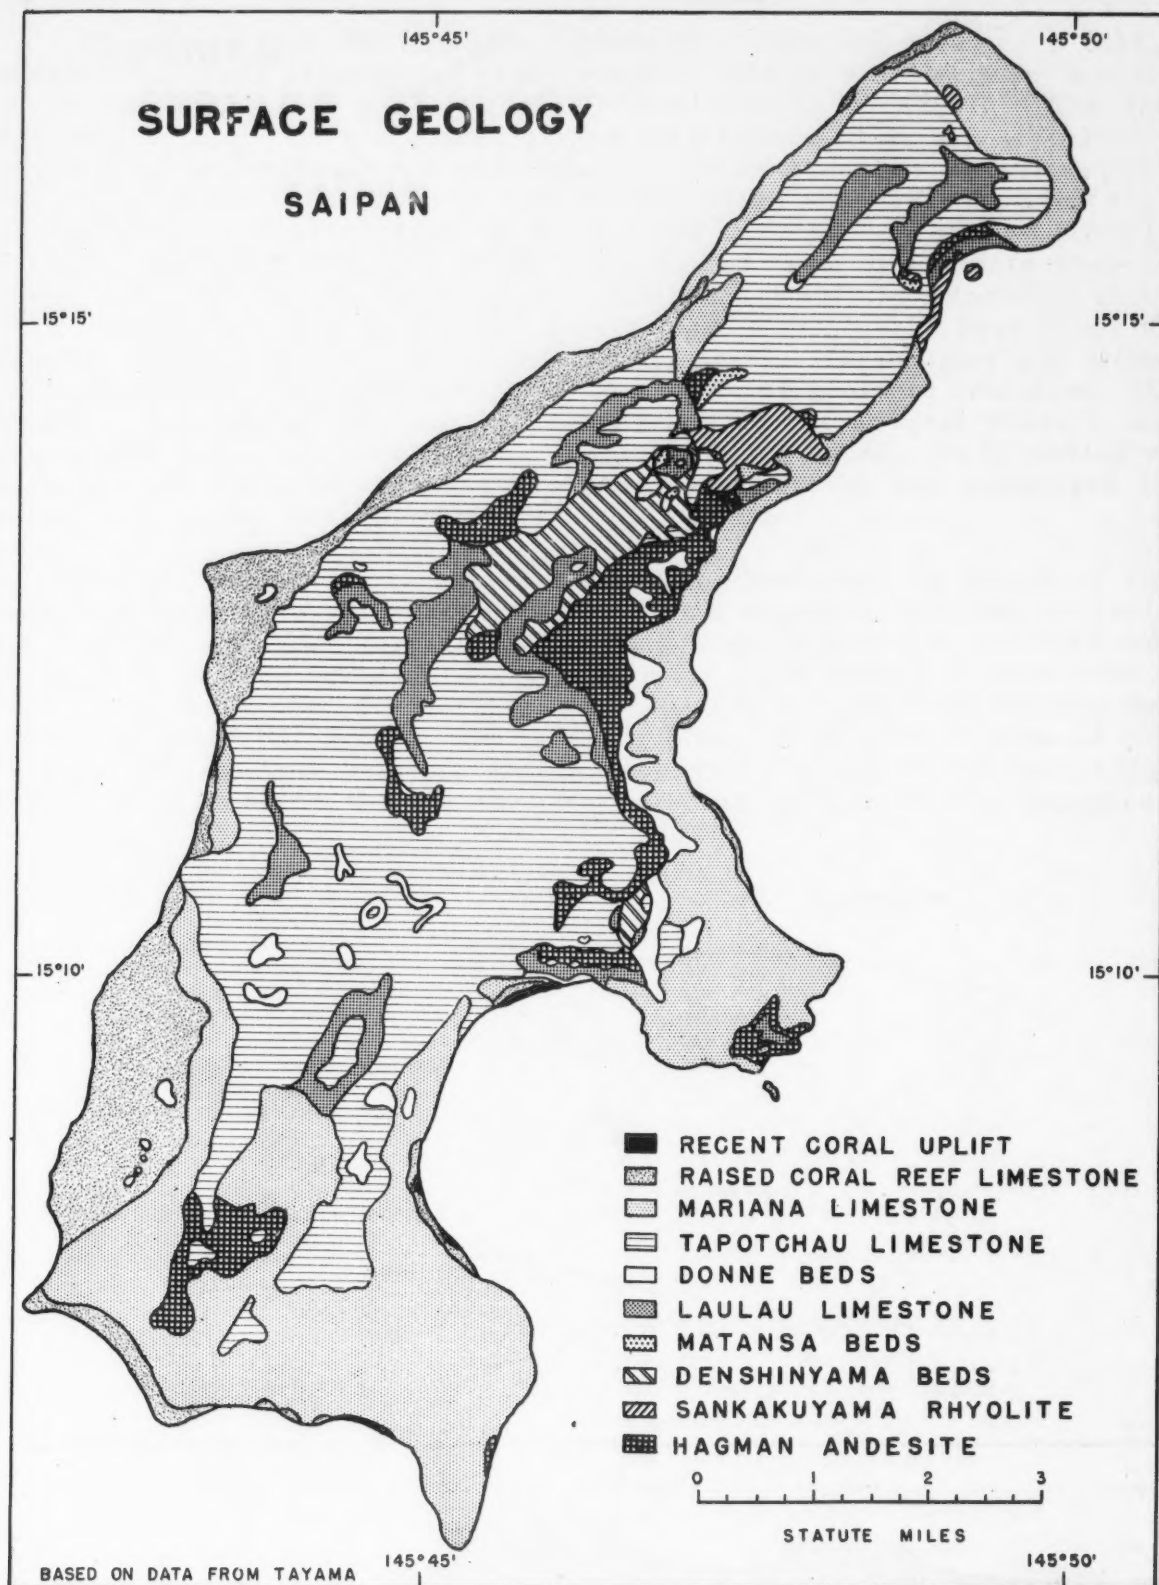 145°45' 145°50'
SURFACE GEOLOGY
SAIPAN
15°15' 15°15'
15°10' 15°10'
RECENT CORAL UPLIFT
RAISED CORAL REEF LIMESTONE
MARIANA LIMESTONE
TAPOTCHAU LIMESTONE
DONNE BEDS
LAULAU LIMESTONE
MATANSA BEDS
DENSHINYAMA BEDS
SANKAKUYAMA RHYOLITE
HAGMAN ANDESITE
0 1 2 3
STATUTE MILES
145°45' 145°50'
BASED ON DATA FROM TAYAMA